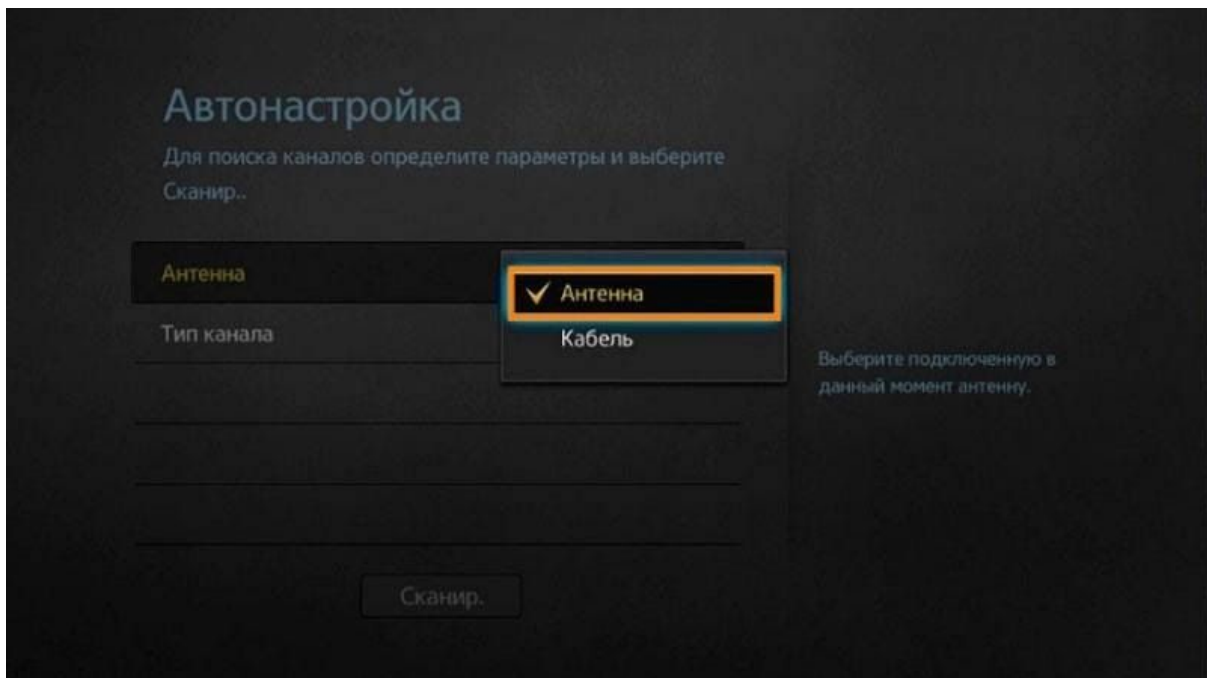 Автонастройка
Для поиска каналов определите параметры и выберите
Сканир..
Антенна
Антенна
Тип канала
Кабель
Выберите подключенную в
данный момент антенну.
Сканир.